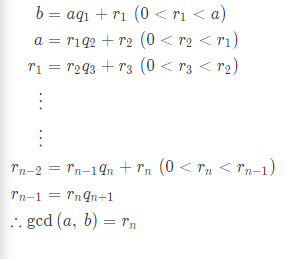 b = aq₁ + r₁ (0 < r₁ < a)
a = r₁q₂ + r₂ (0 < r₂ < r₁)
r₁ = r₂q₃ + r₃ (0 < r₃ < r₂)
⋮
⋮
rₙ₋₂ = rₙ₋₁qₙ + rₙ (0 < rₙ < rₙ₋₁)
rₙ₋₁ = rₙqₙ₊₁
∴ gcd (a, b) = rₙ